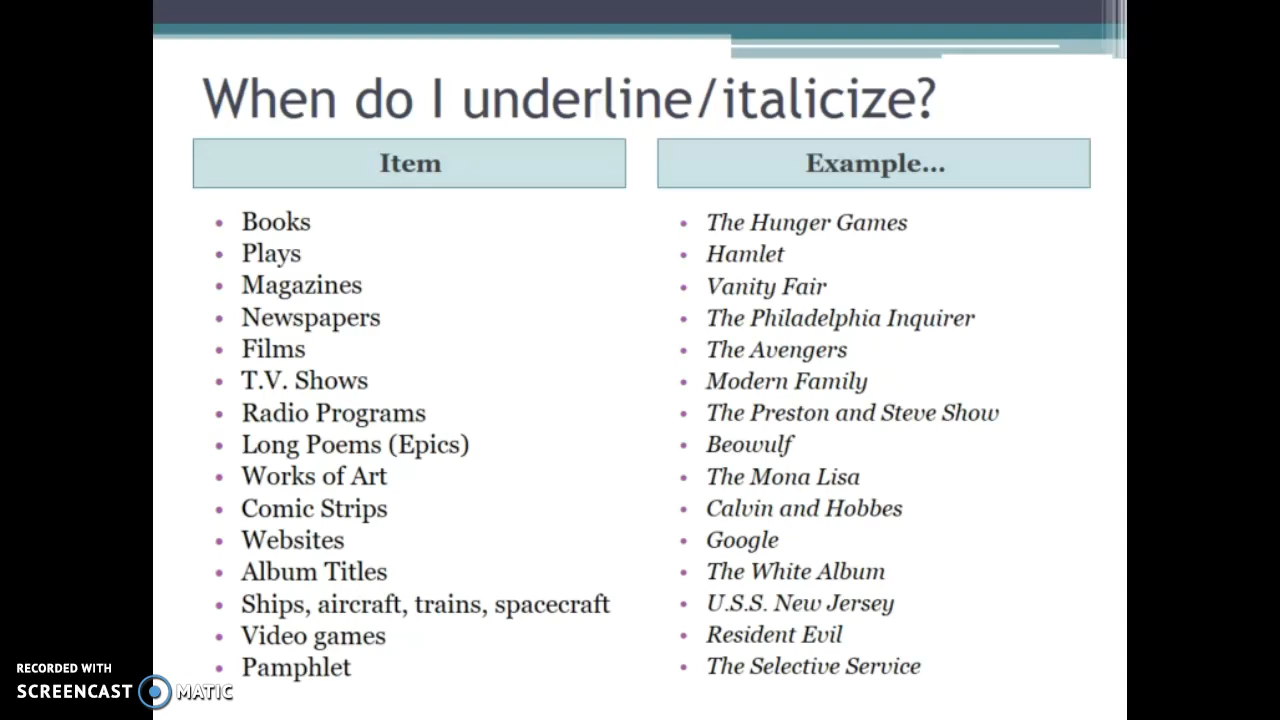 When do I underline/italicize?
Item
Example...
Books
The Hunger Games
Plays
Hamlet
Magazines
Vanity Fair
Newspapers
The Philadelphia Inquirer
Films
The Avengers
T.V. Shows
Modern Family
Radio Programs
The Preston and Steve Show
Long Poems (Epics)
Beowulf
Works of Art
The Mona Lisa
Comic Strips
Calvin and Hobbes
Websites
Google
Album Titles
The White Album
Ships, aircraft, trains, spacecraft
U.S.S. New Jersey
Video games
Resident Evil
Pamphlet
The Selective Service
RECORDED WITH
SCREENCAST MATIC